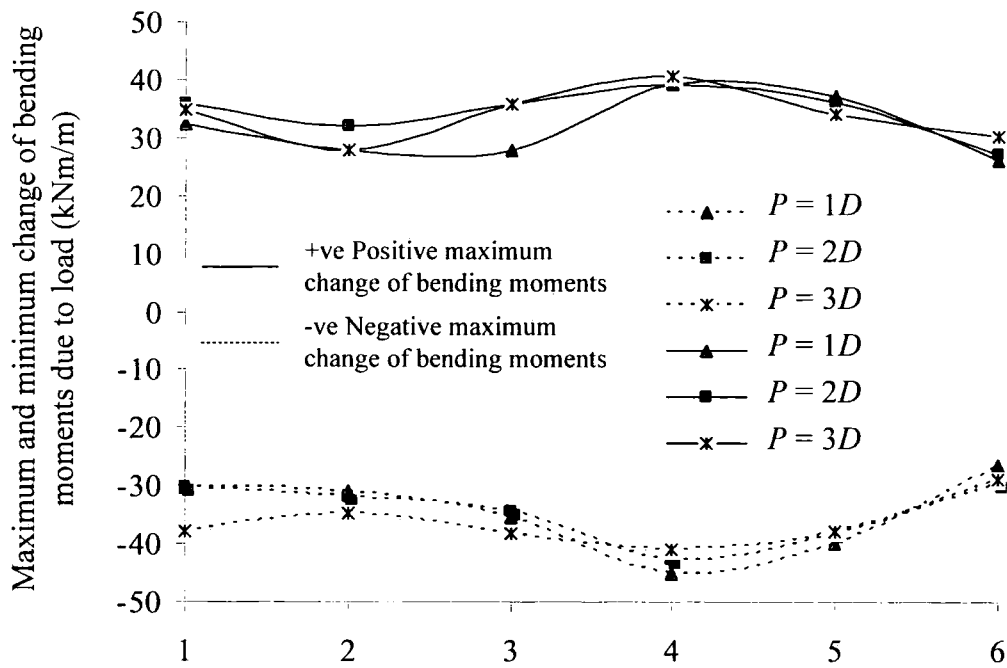 Maximum and minimum change of bending
moments due to load (kNm/m)
50
40
30
20
10
0
-10
-20
-30
-40
-50
+ve Positive maximum
change of bending moments
-ve Negative maximum
change of bending moments
P = 1D
P = 2D
P = 3D
P = 1D
P = 2D
P = 3D
1 2 3 4 5 6